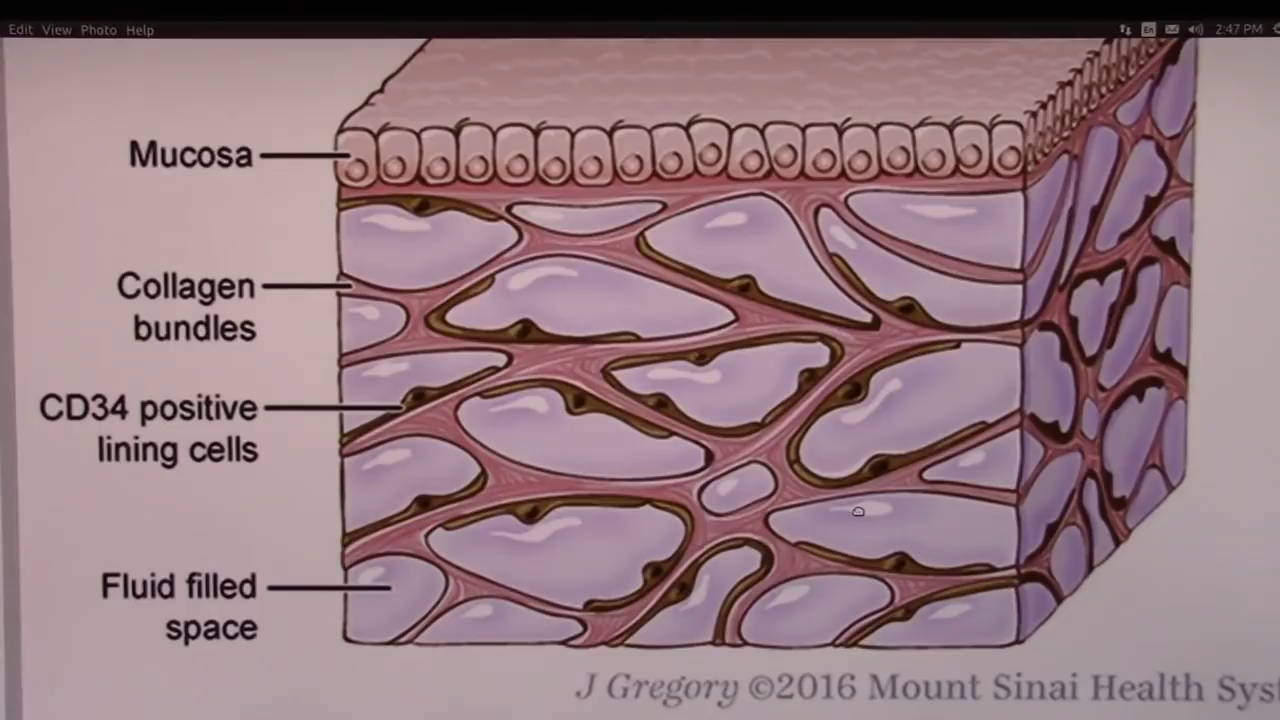 Edit View Photo Help
En 2:47 PM
Mucosa
Collagen
bundles
CD34 positive
lining cells
Fluid filled
space
J Gregory ©2016 Mount Sinai Health Syst